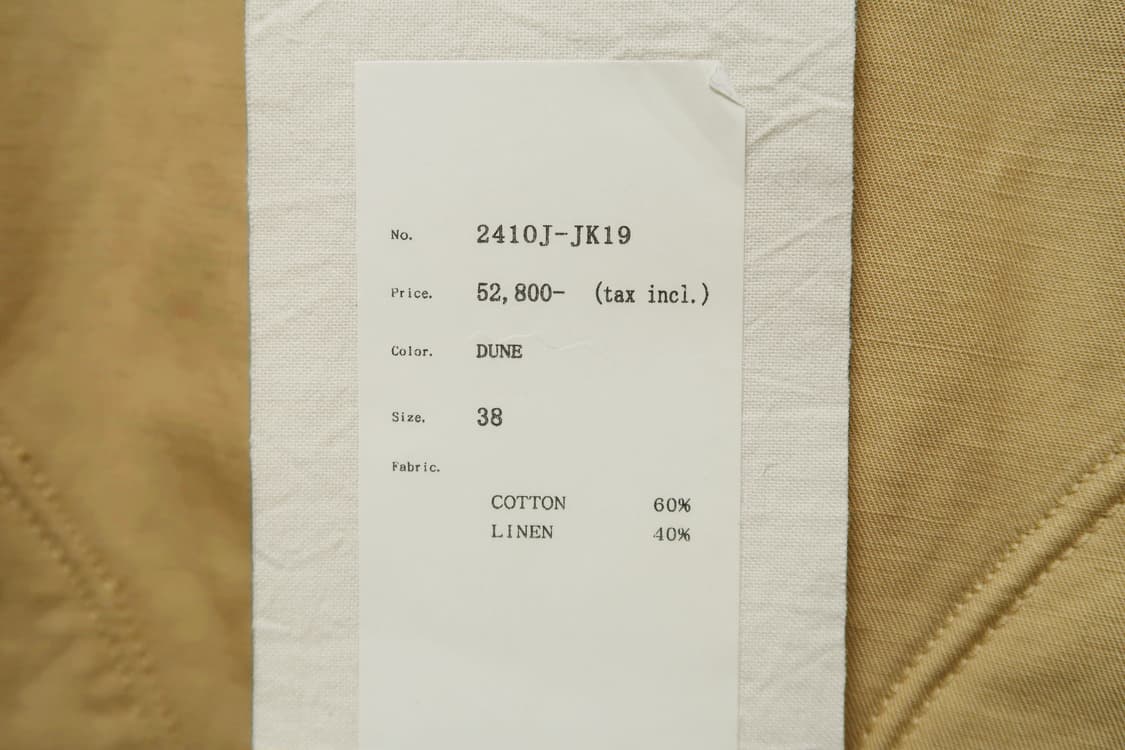 No. 2410J-JK19
Price. 52,800- (tax incl.)
Color. DUNE
Size. 38
Fabric.
COTTON 60%
LINEN 40%